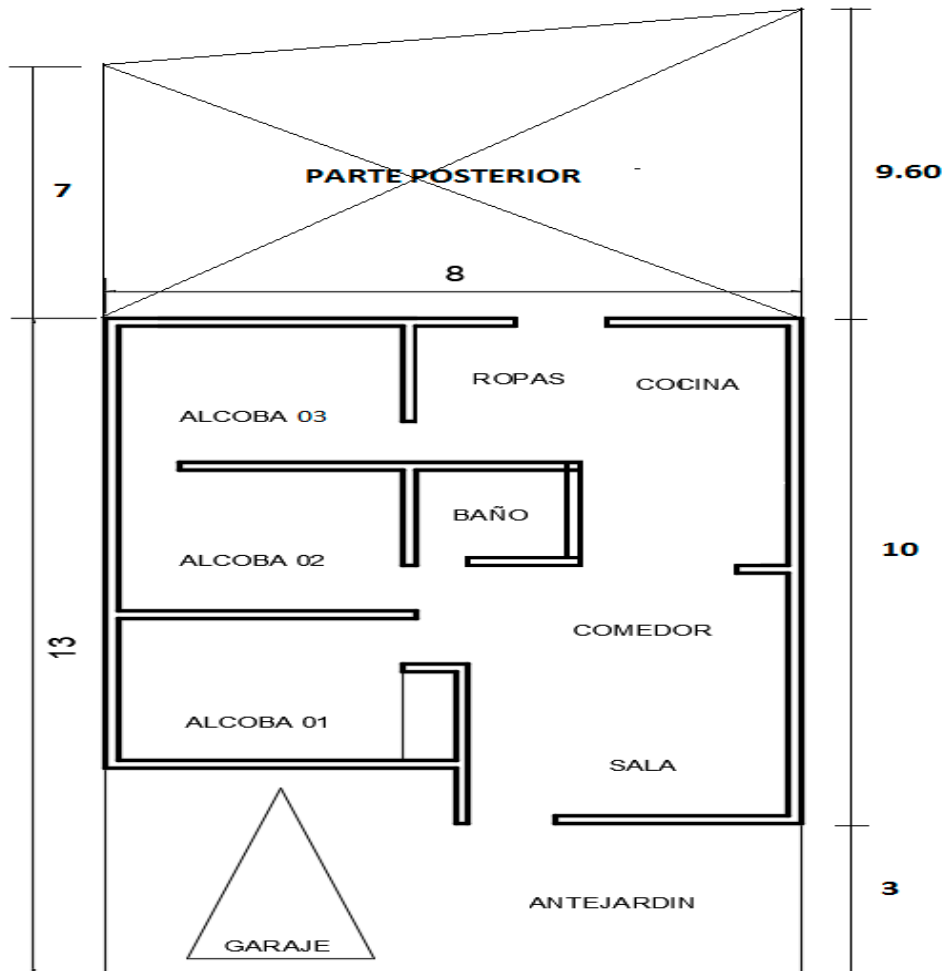 7
PARTE POSTERIOR
9.60
8
ROPAS
COCINA
ALCOBA 03
BAÑO
ALCOBA 02
10
COMEDOR
13
ALCOBA 01
SALA
3
ANTEJARDIN
GARAJE